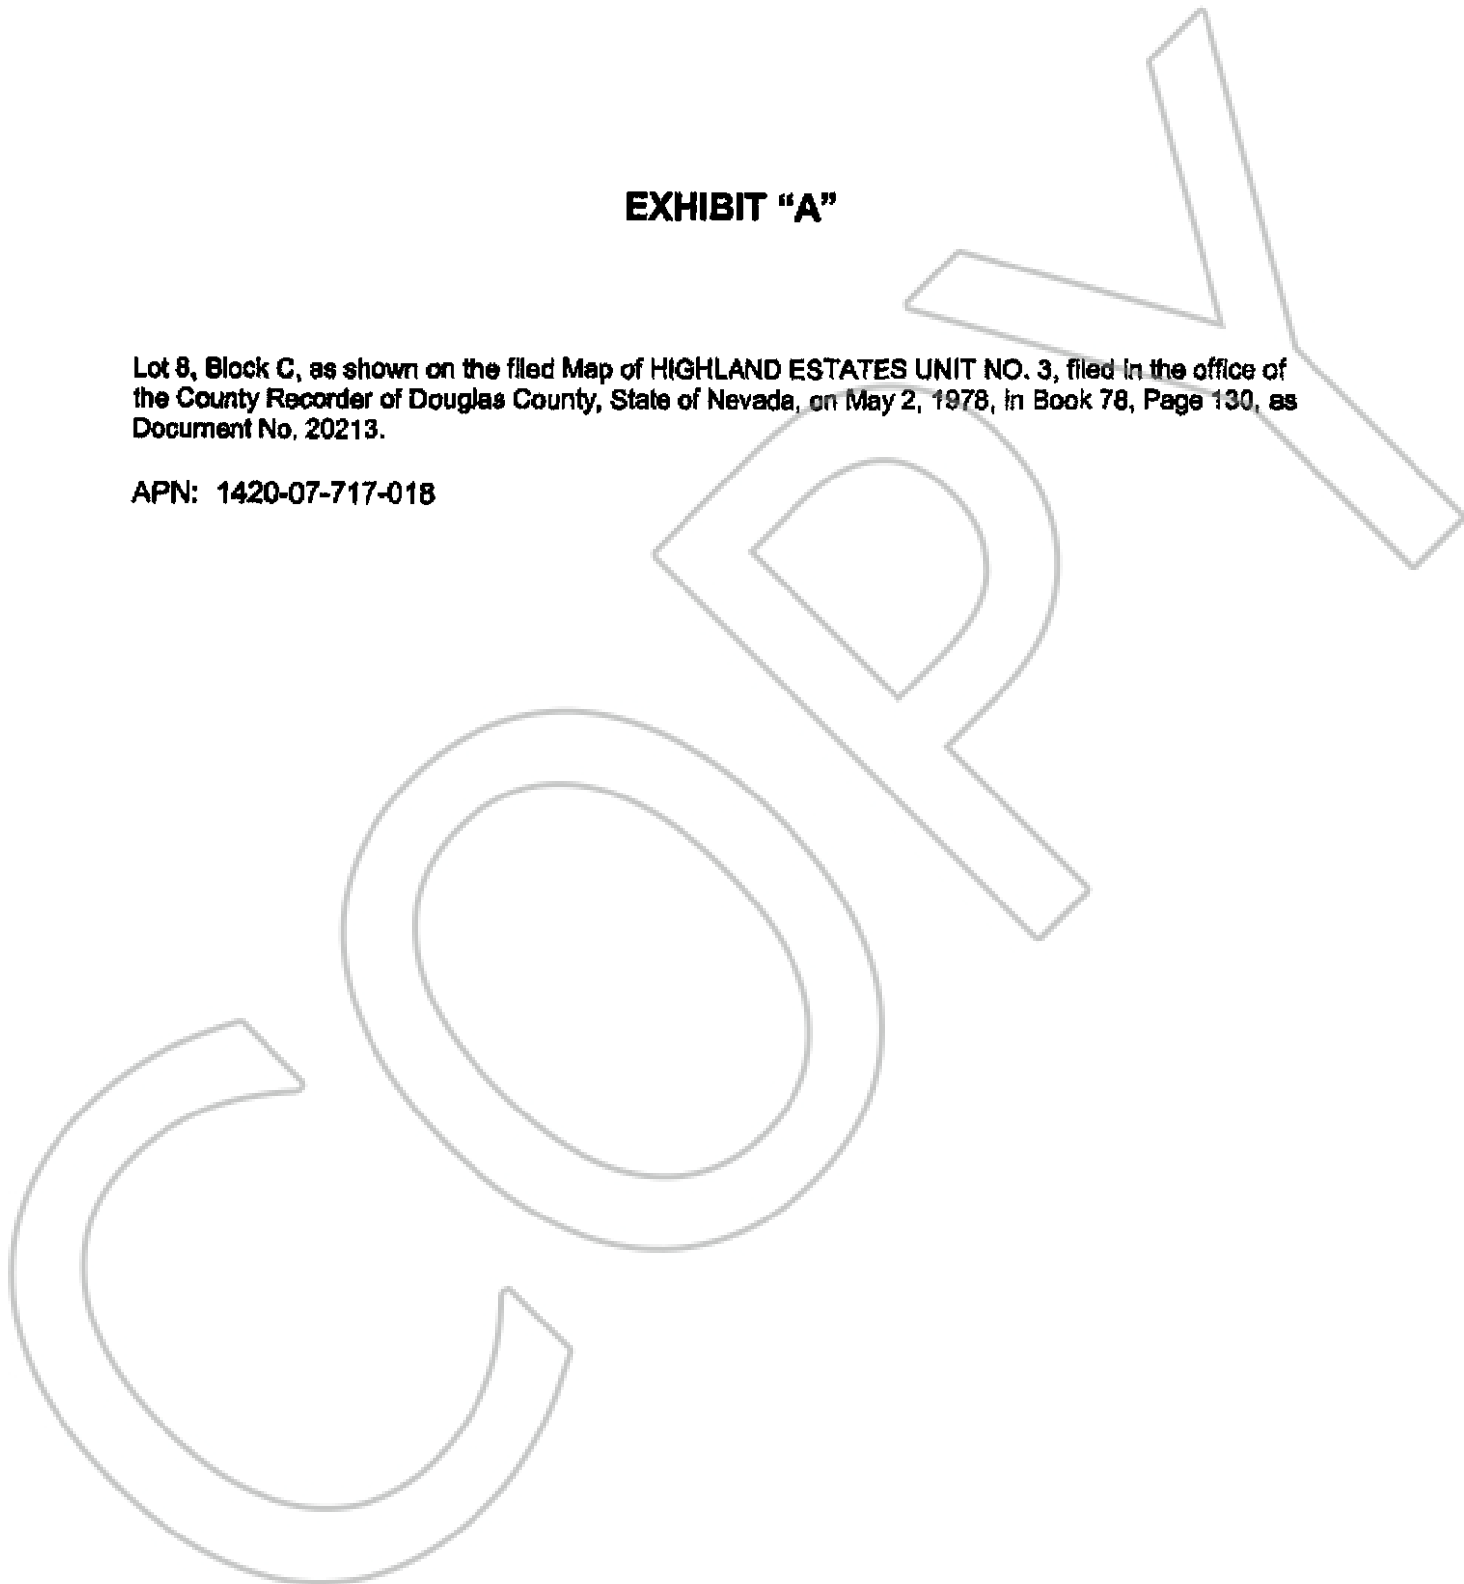 EXHIBIT “A”
Lot 8, Block C, as shown on the filed Map of HIGHLAND ESTATES UNIT NO. 3, filed in the office of
the County Recorder of Douglas County, State of Nevada, on May 2, 1978, in Book 78, Page 130, as
Document No. 20213.
APN: 1420-07-717-018
COPY